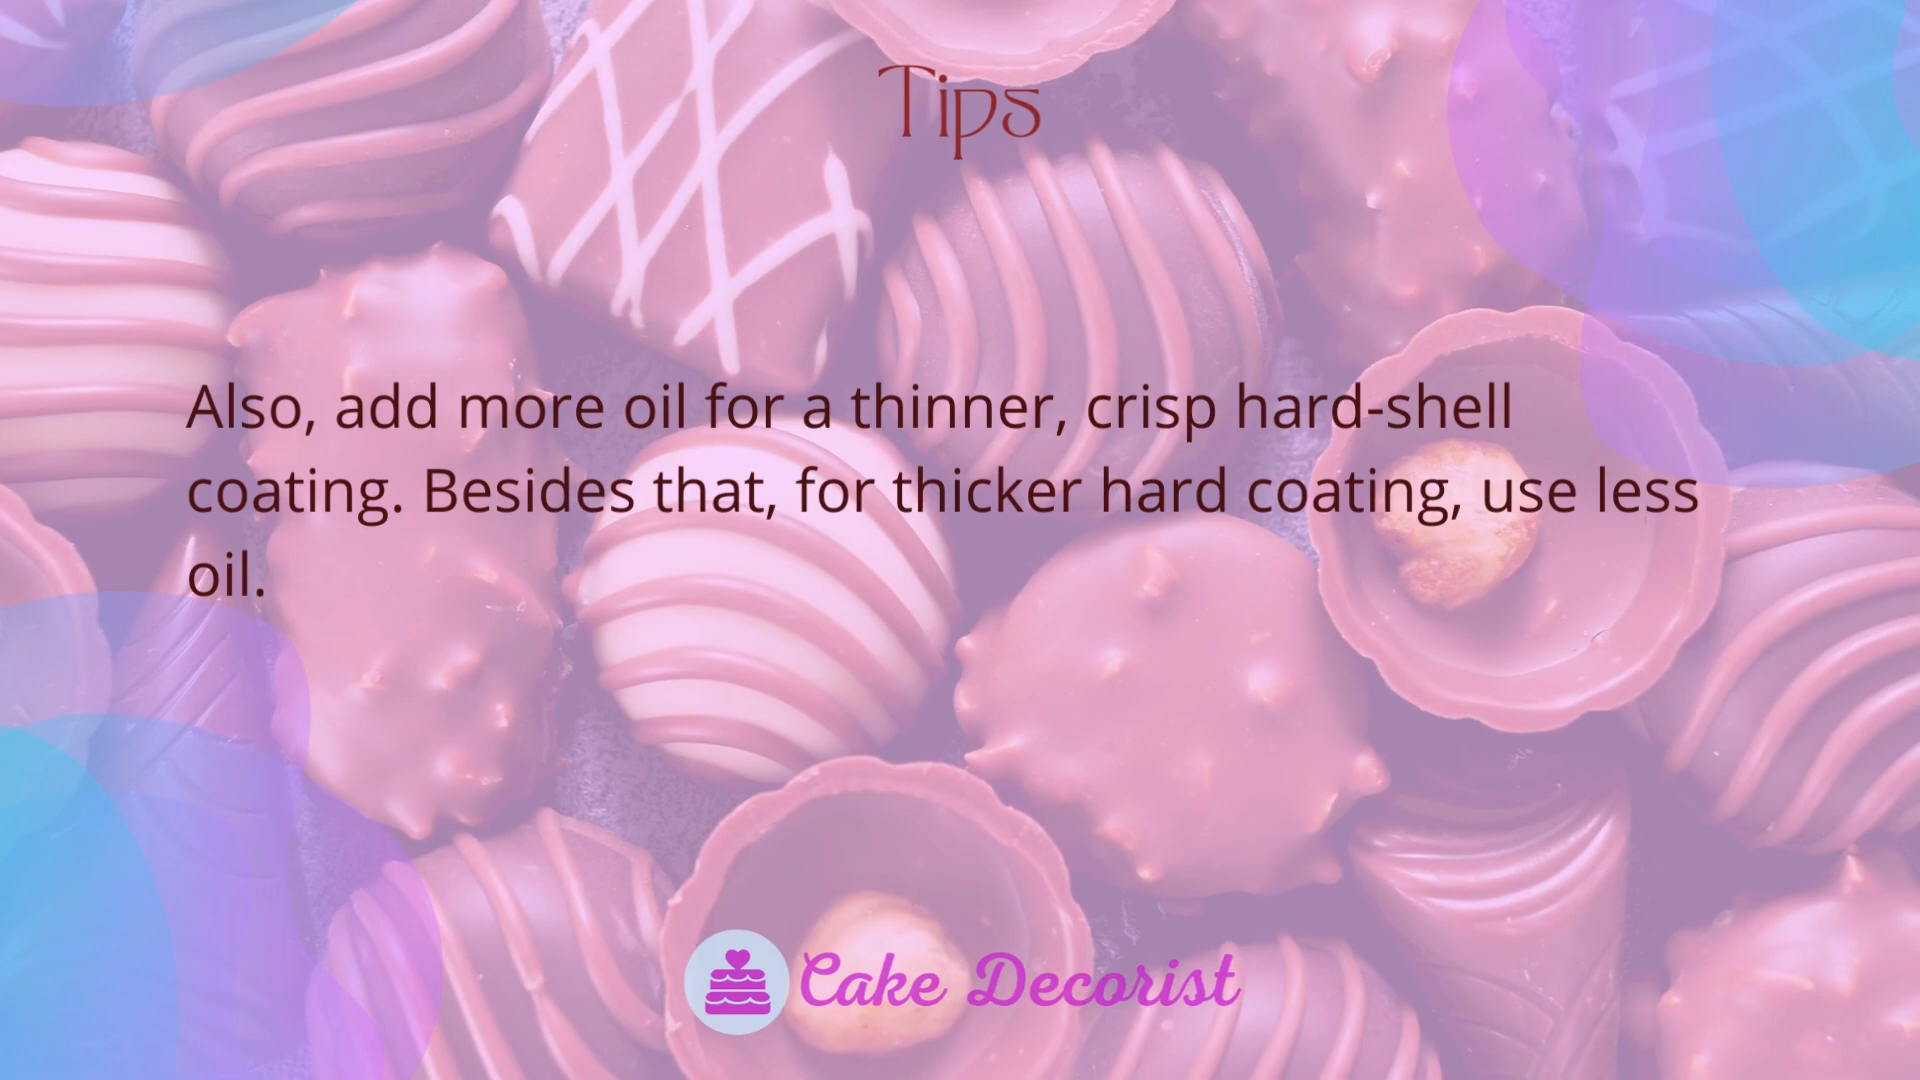 Tips
Also, add more oil for a thinner, crisp hard-shell
coating. Besides that, for thicker hard coating, use less
oil.
Cake Decorist